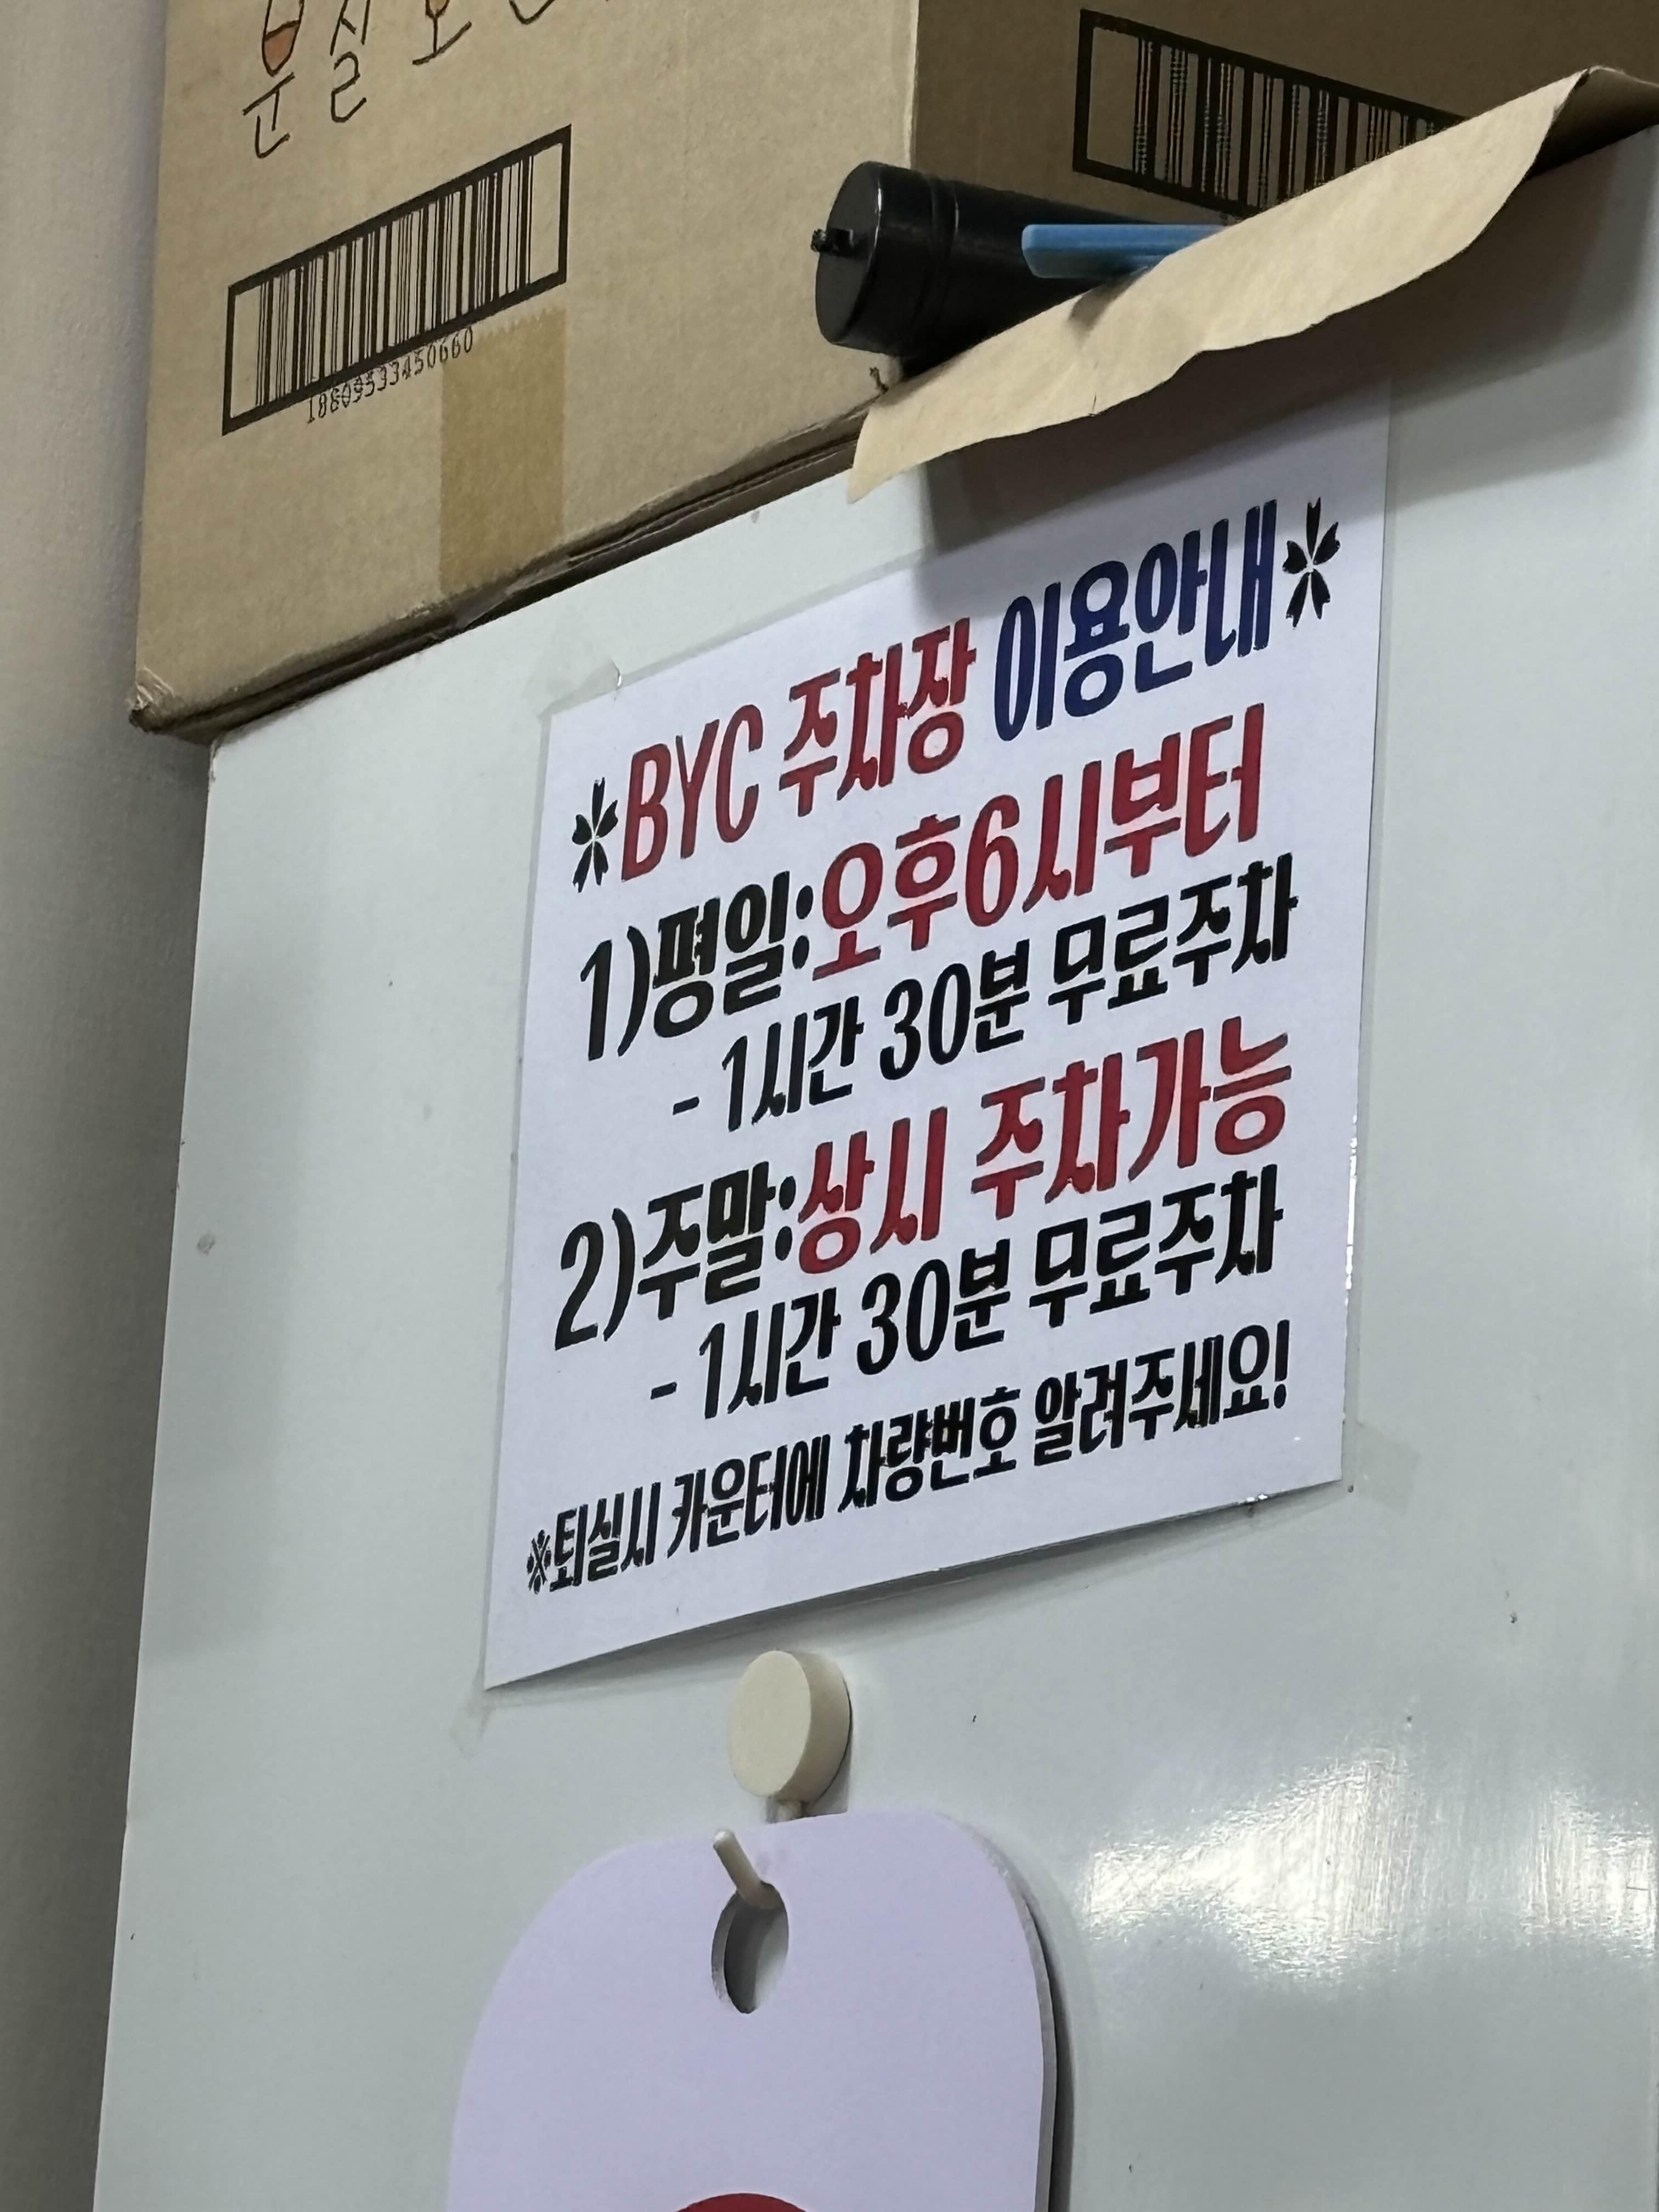 분실
18809533450660
*BYC 주차장 이용안내*
1)평일:오후6시부터
- 1시간 30분 무료주차
2)주말:상시 주차가능
- 1시간 30분 무료주차
※퇴실시 카운터에 차량번호 알려주세요!